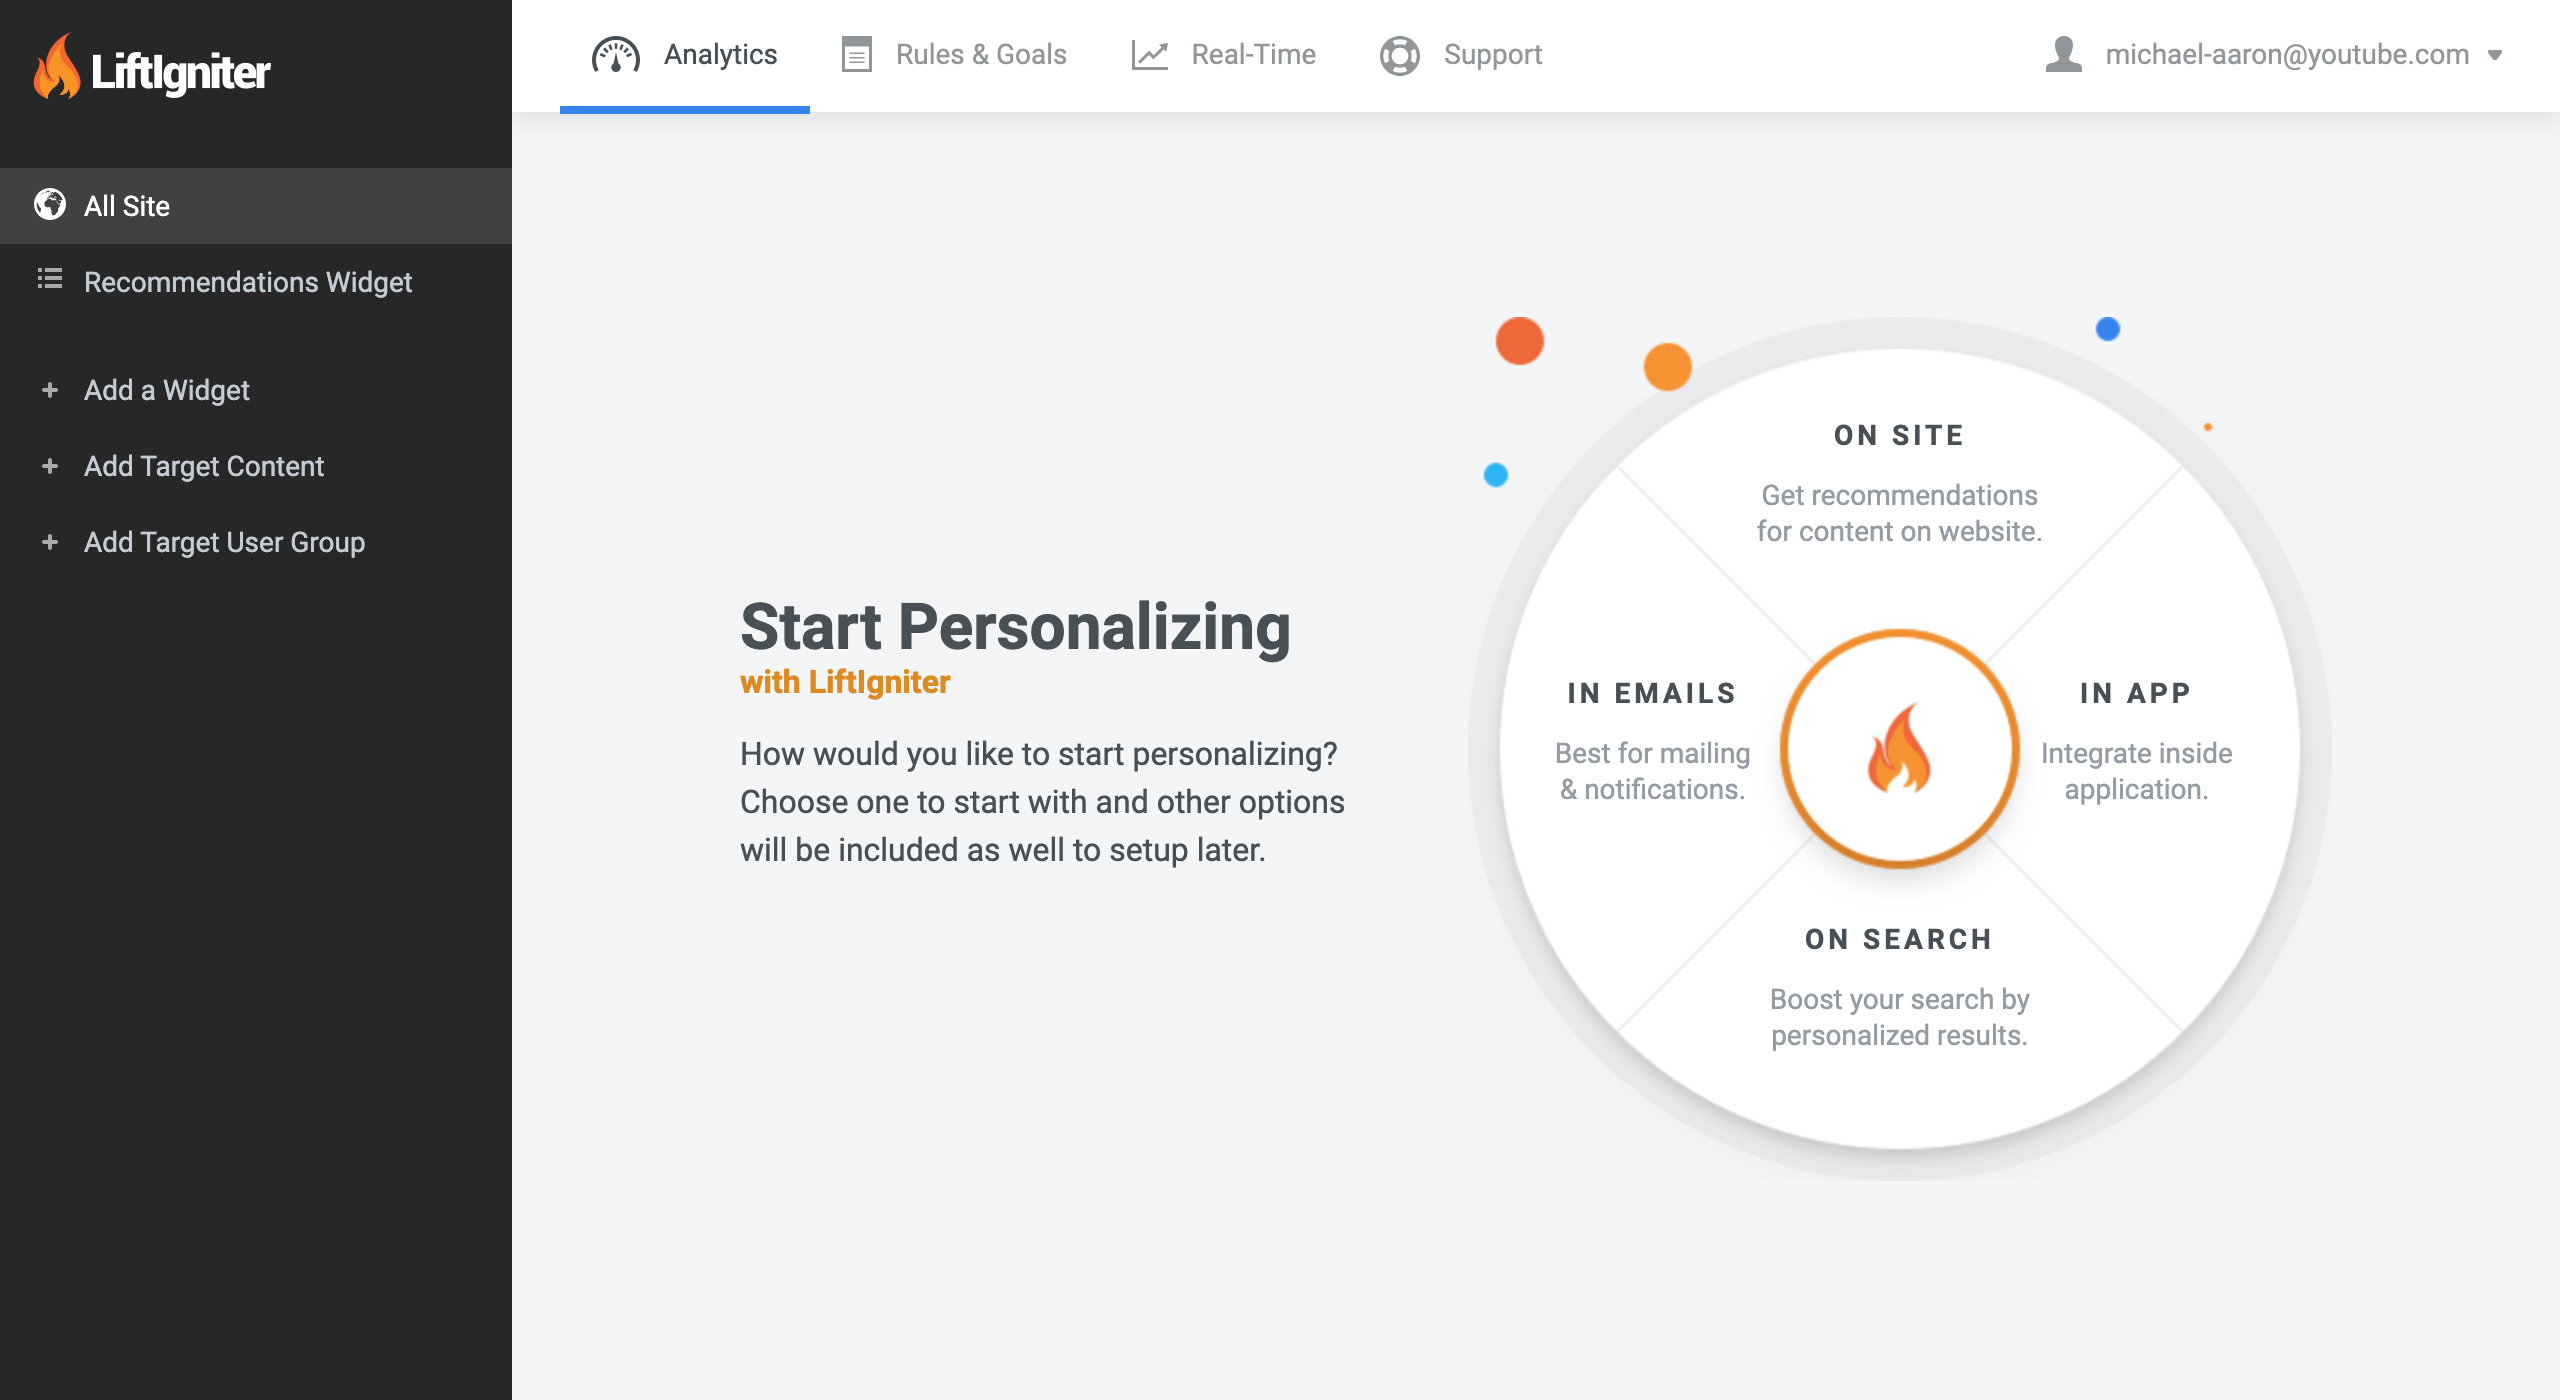 LiftIgniter
All Site
Recommendations Widget
+ Add a Widget
+ Add Target Content
+ Add Target User Group
Analytics
Rules & Goals
Real-Time
Support
michael-aaron@youtube.com
Start Personalizing
with LiftIgniter
How would you like to start personalizing?
Choose one to start with and other options
will be included as well to setup later.
ON SITE
Get recommendations
for content on website.
IN EMAILS
Best for mailing
& notifications.
IN APP
Integrate inside
application.
ON SEARCH
Boost your search by
personalized results.